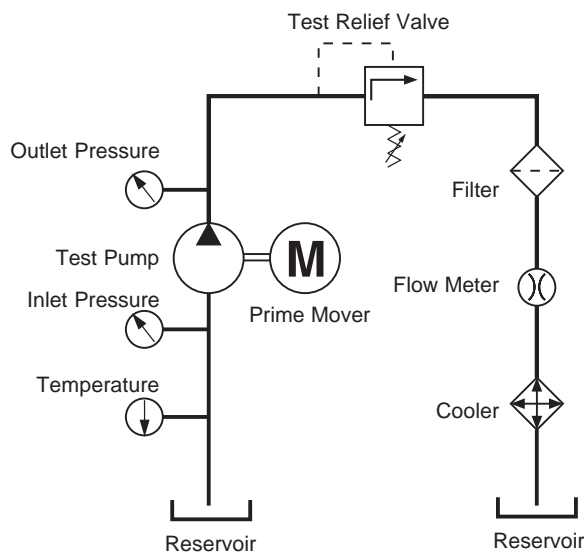 Test Relief Valve
Outlet Pressure
Filter
Test Pump
M
Flow Meter
Inlet Pressure
Prime Mover
Temperature
Cooler
Reservoir
Reservoir